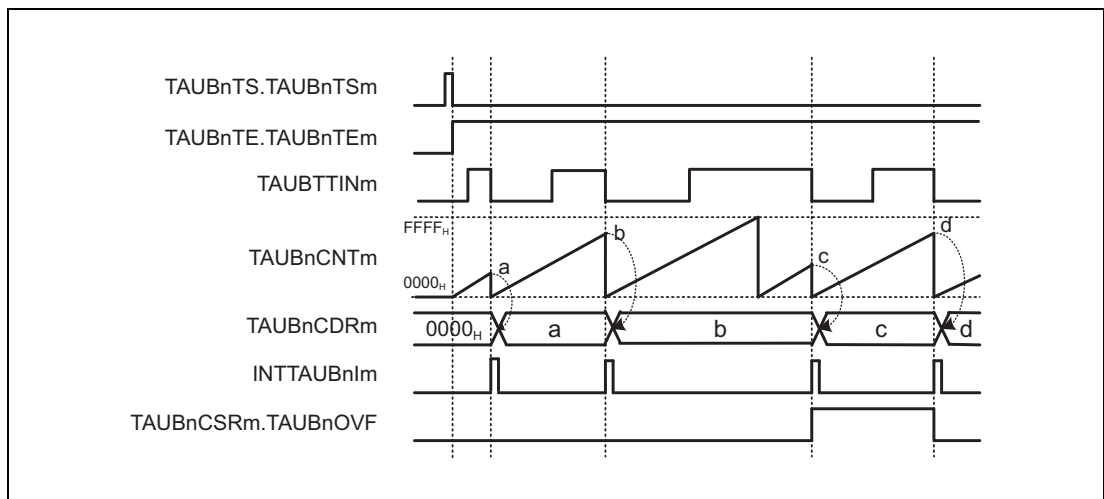 TAUBnTS.TAUBnTSm
TAUBnTE.TAUBnTEm
TAUBTTINm
FFFFH
b
d
TAUBnCNTm
a
c
0000H
TAUBnCDRm
0000H a b c d
INTTAUBnIm
TAUBnCSRm.TAUBnOVF